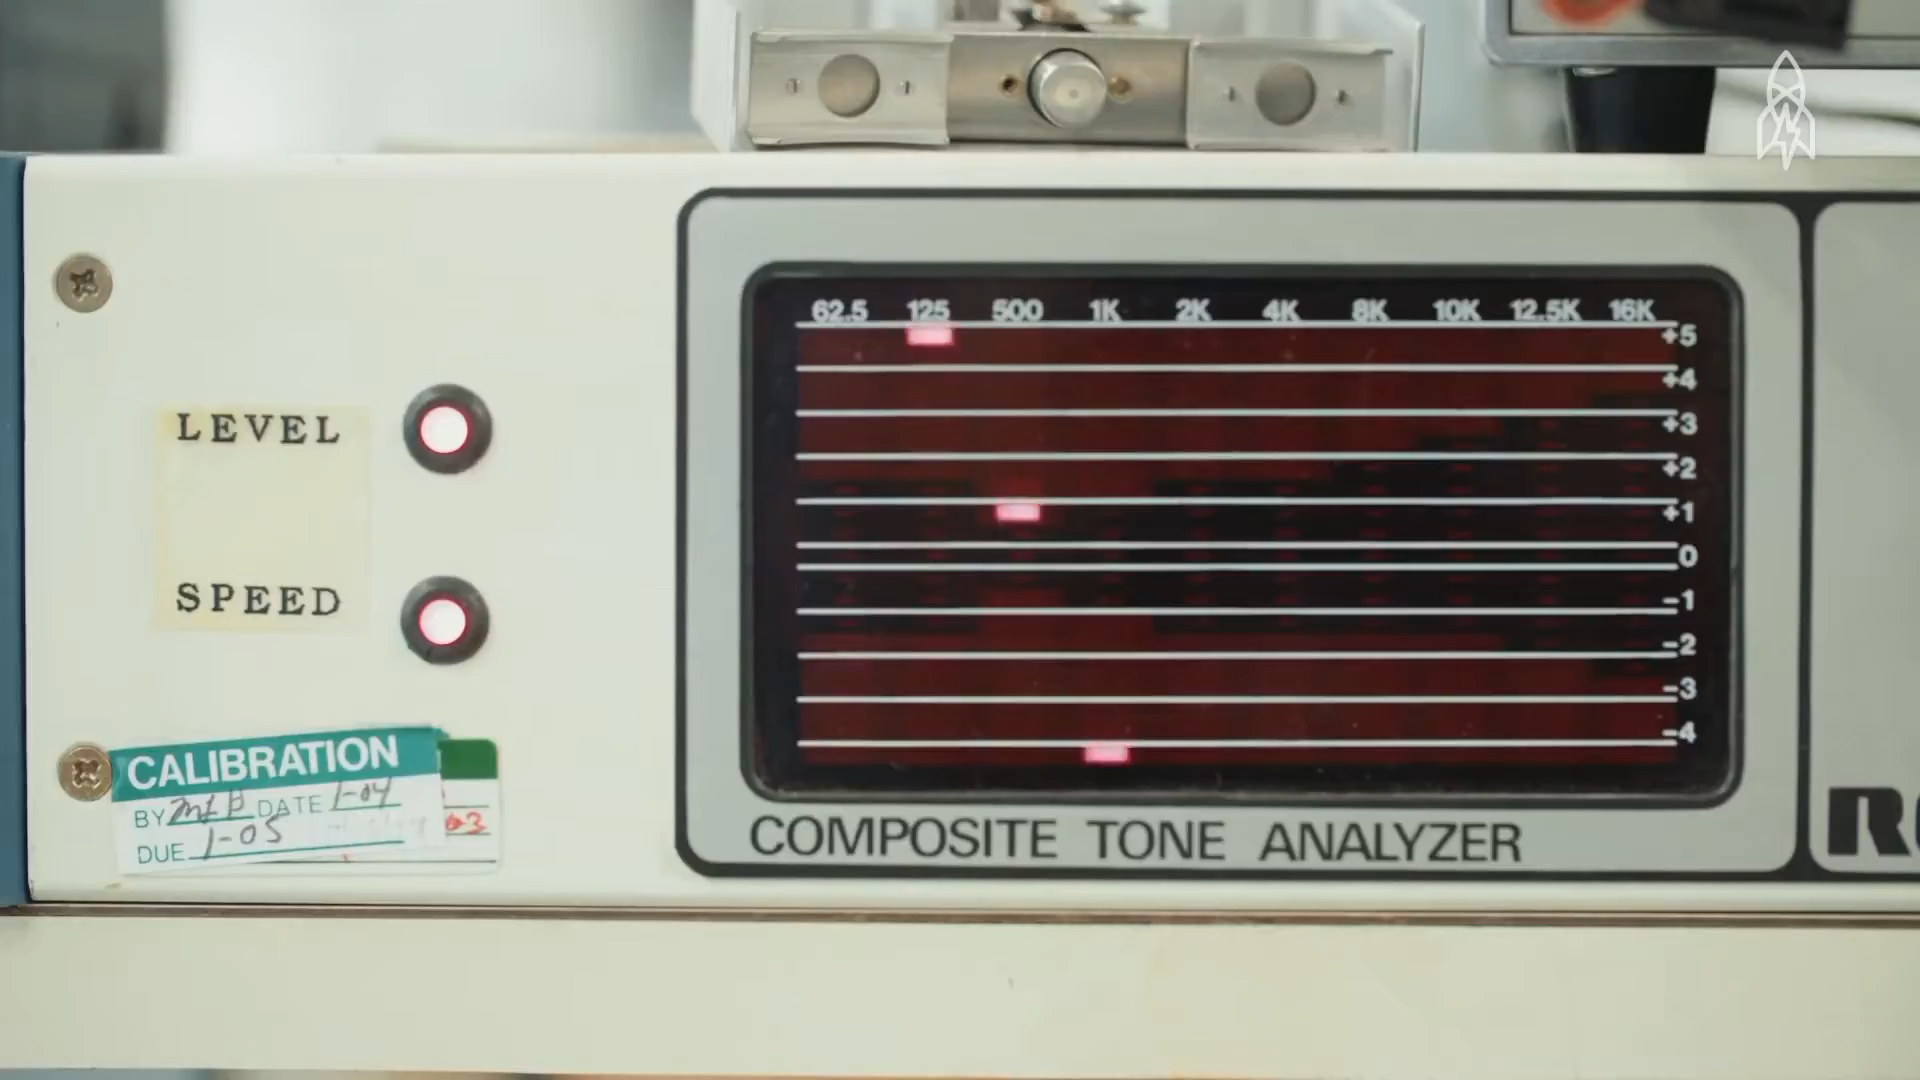 62.5 125 500 1K 2K 4K 8K 10K 12.5K 16K
+5
+4
+3
+2
+1
0
-1
-2
-3
-4
LEVEL
SPEED
CALIBRATION
BY DATE 1-04
DUE 1-05
03
COMPOSITE TONE ANALYZER